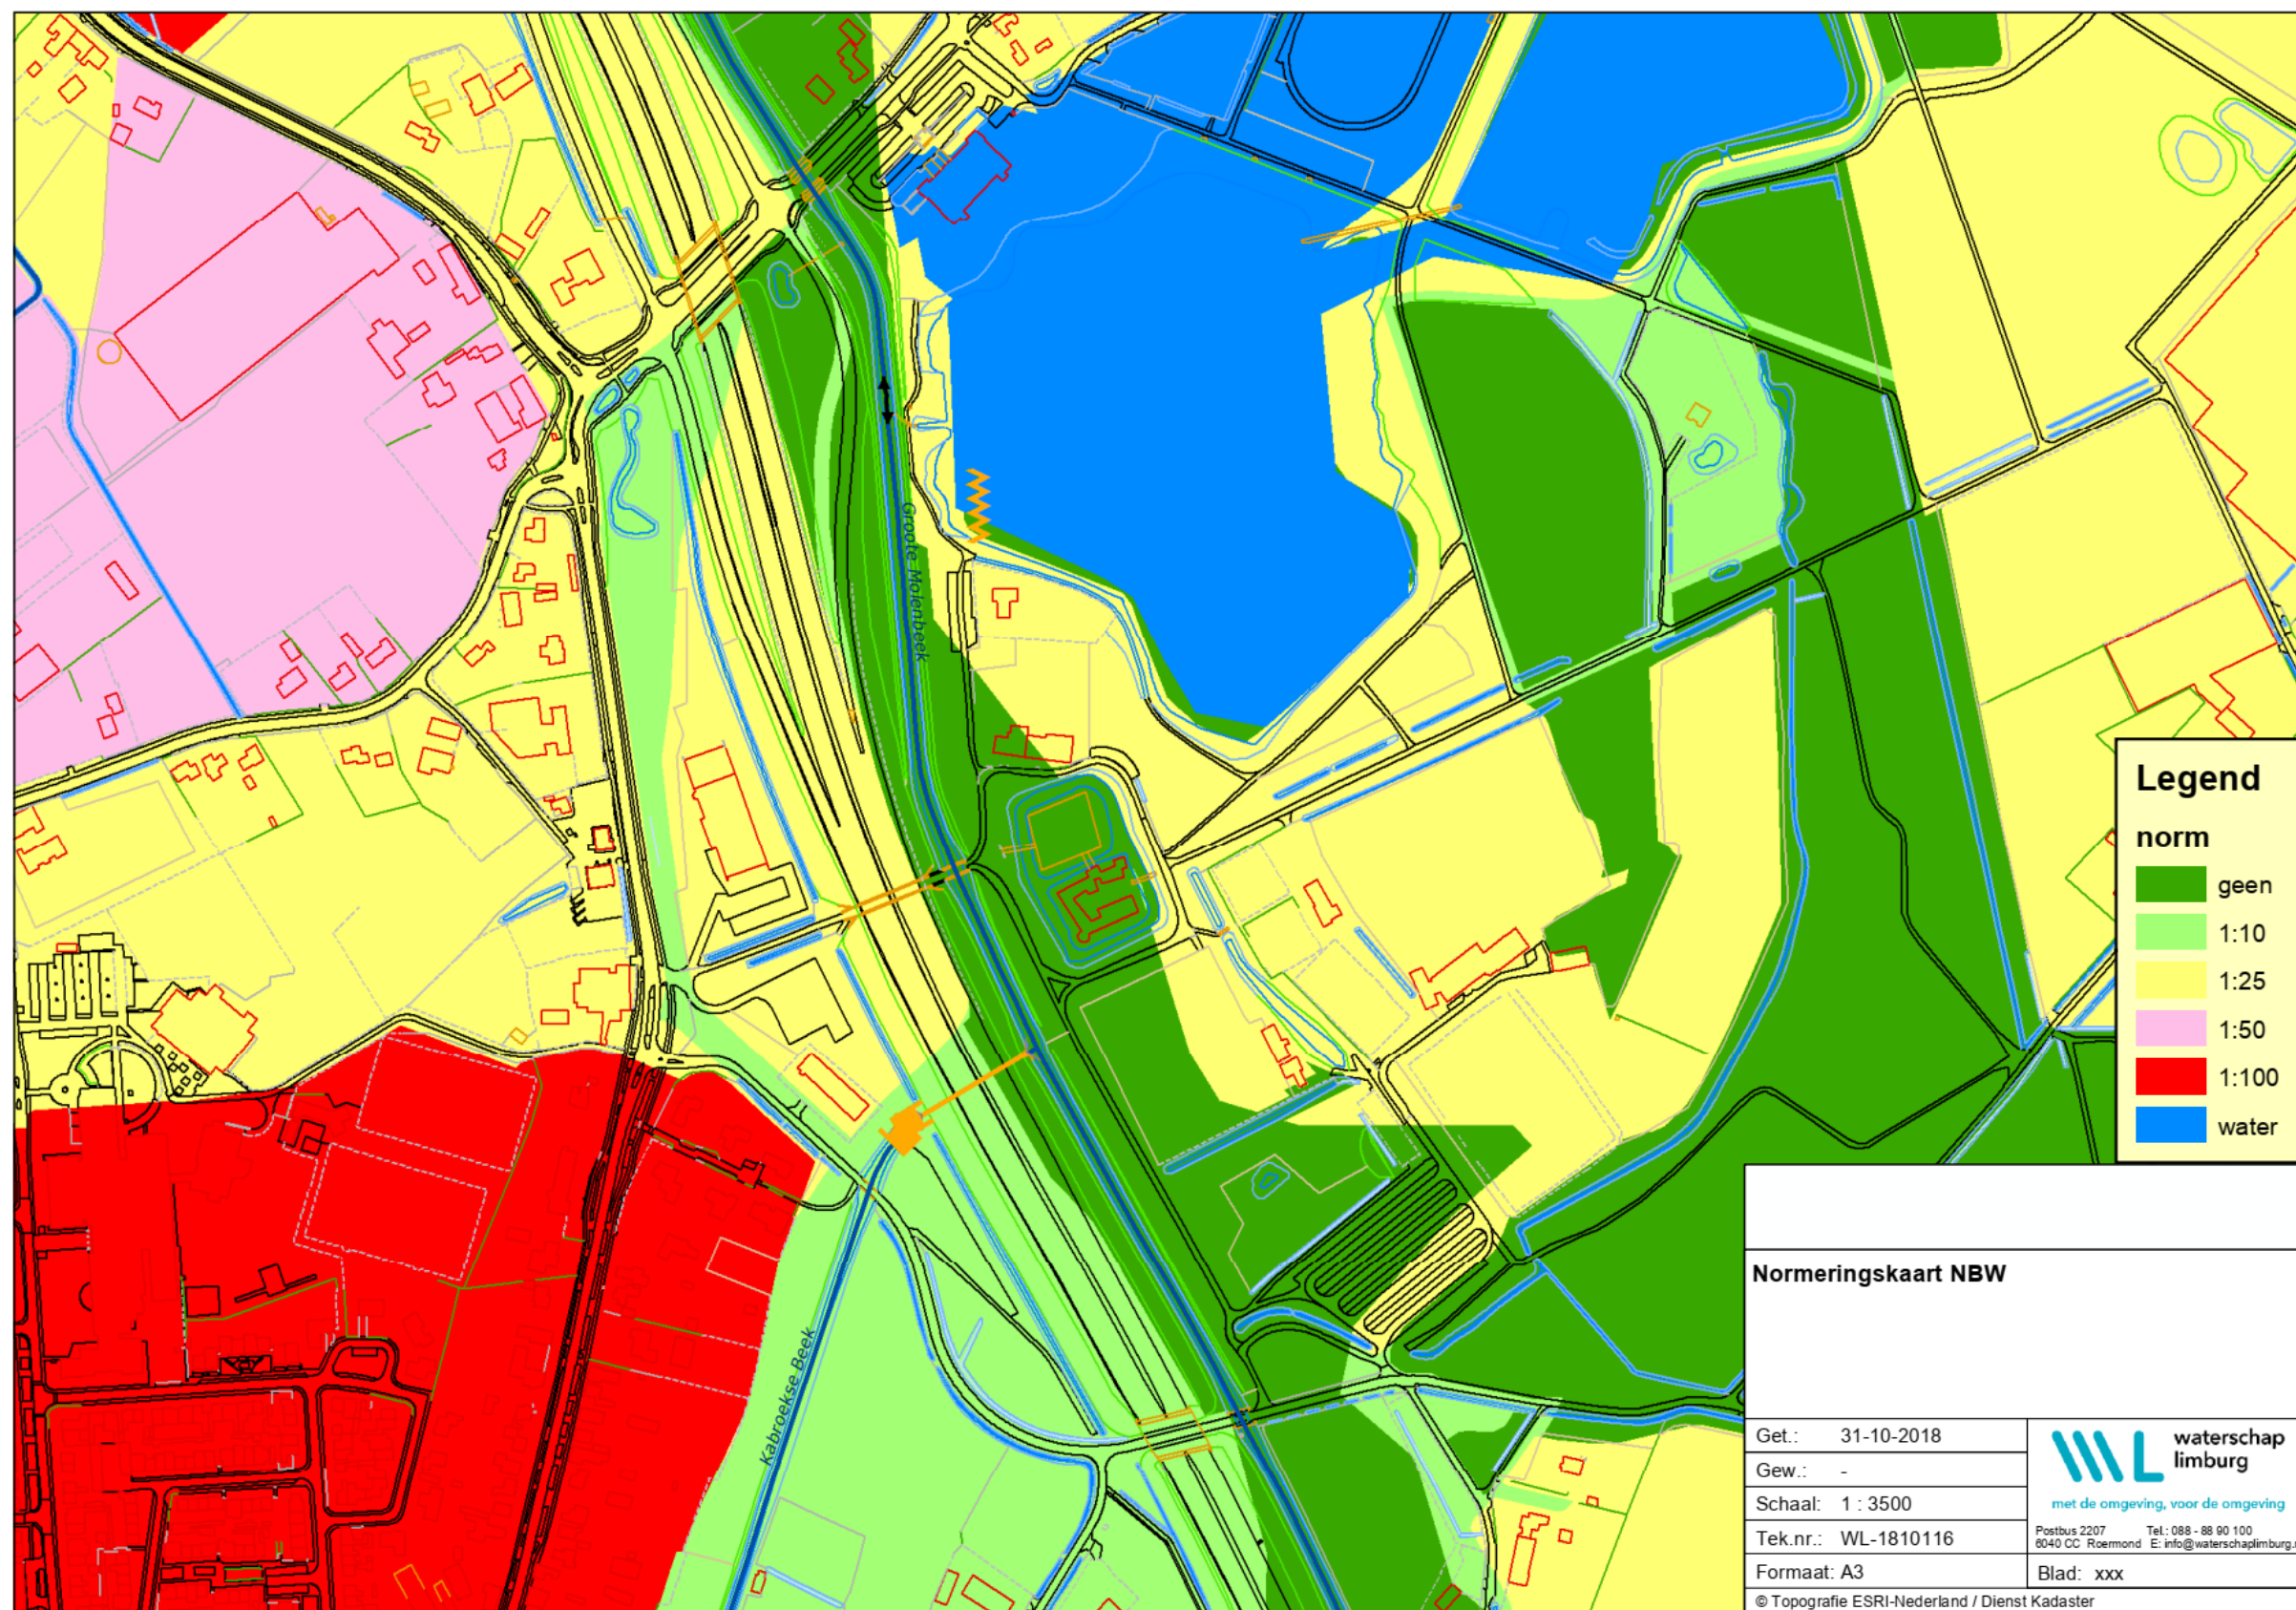 Groote Molenbeek
Kabroekse Beek
Legend
norm
geen
1:10
1:25
1:50
1:100
water
Normeringskaart NBW
Get.: 31-10-2018
Gew.: -
Schaal: 1 : 3500
Tek.nr.: WL-1810116
Formaat: A3
waterschap
limburg
met de omgeving, voor de omgeving
Postbus 2207 Tel.: 088 - 88 90 100
6040 CC Roermond E: info@waterschaplimburg.n
Blad: xxx
© Topografie ESRI-Nederland / Dienst Kadaster